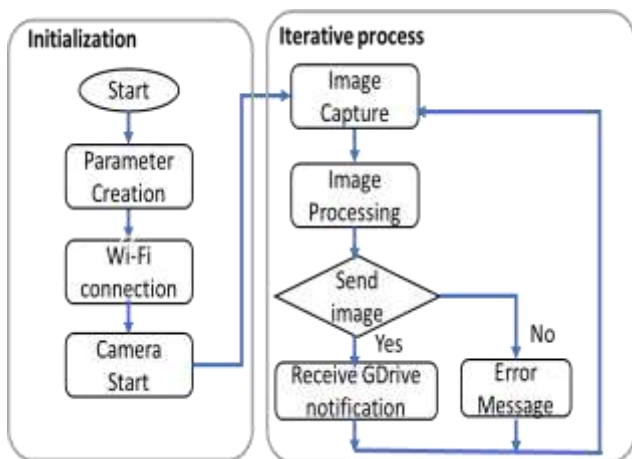 Initialization
Start
Parameter
Creation
Wi-Fi
connection
Camera
Start
Iterative process
Image
Capture
Image
Processing
Send
image
Yes
No
Receive GDrive
notification
Error
Message